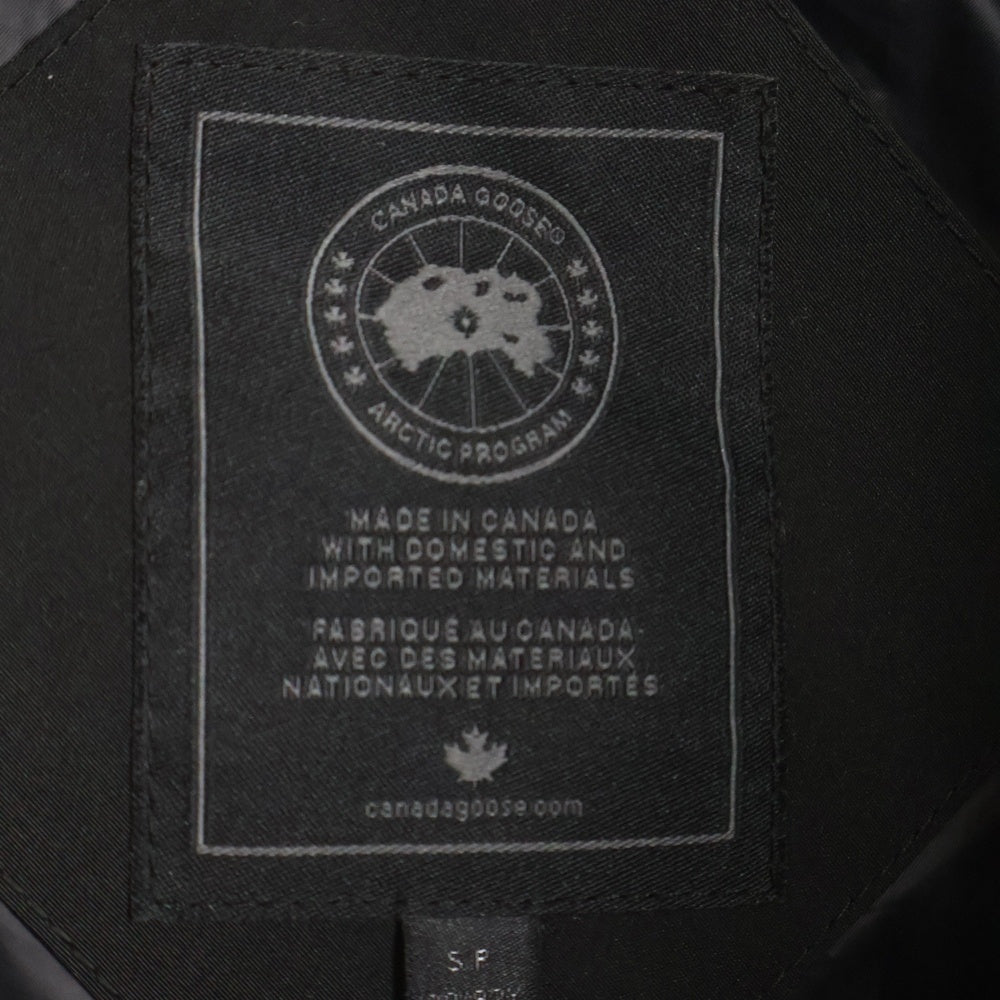 CANADA GOOSE®
ARCTIC PROGRAM
MADE IN CANADA
WITH DOMESTIC AND
IMPORTED MATERIALS
FABRIQUÉ AU CANADA
AVEC DES MATERIAUX
NATIONAUX ET IMPORTÉS
canadagoose.com
S P